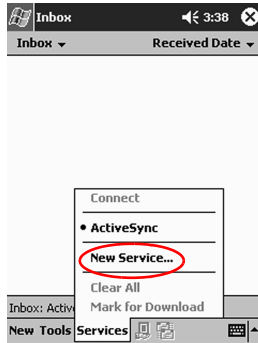 Inbox 3:38
Inbox Received Date
Connect
ActiveSync
New Service...
Clear All
Mark for Download
Inbox: Activ
New Tools Services